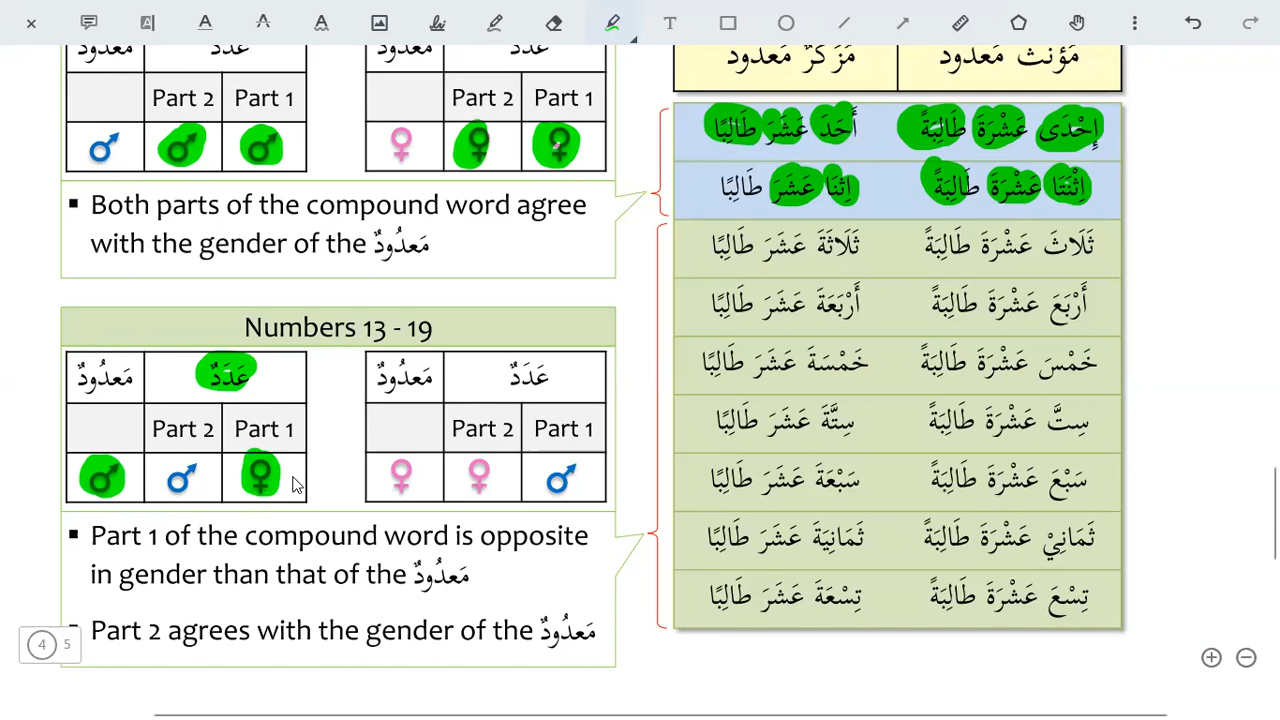 مَعدُودٌ عَدَدٌ
Part 2 Part 1
مَعدُودٌ عَدَدٌ
Part 2 Part 1
▪ Both parts of the compound word agree
with the gender of the مَعدُودٌ
Numbers 13 - 19
مَعدُودٌ عَدَدٌ
Part 2 Part 1
مَعدُودٌ عَدَدٌ
Part 2 Part 1
▪ Part 1 of the compound word is opposite
in gender than that of the مَعدُودٌ
▪ Part 2 agrees with the gender of the مَعدُودٌ
مُؤَنث مَعدود
مُزَكرٌ مَعدود
إِحْدَى عَشْرَةَ طَالِبَةً
أَحَدَ عَشَرَ طَالِبًا
اِثْنَتَا عَشْرَة طَالِبَةً
اِثْنَا عَشَرَ طَالِبًا
ثَلَاثَ عَشْرَةَ طَالِبَةً
ثَلَاثَةَ عَشَرَ طَالِبًا
أَرْبَعَ عَشْرَةَ طَالِبَةً
أَرْبَعَةَ عَشَرَ طَالِبًا
خَمْسَ عَشْرَةَ طَالِبَةً
خَمْسَةَ عَشَرَ طَالِبًا
سِتَّ عَشْرَةَ طَالِبَةً
سِتَّةَ عَشَرَ طَالِبًا
سَبْعَ عَشْرَةَ طَالِبَةً
سَبْعَةَ عَشَرَ طَالِبًا
ثَمَانِيْ عَشْرَةَ طَالِبَةً
ثَمَانِيَةَ عَشَرَ طَالِبًا
تِسْعَ عَشْرَةَ طَالِبَةً
تِسْعَةَ عَشَرَ طَالِبًا
4 5